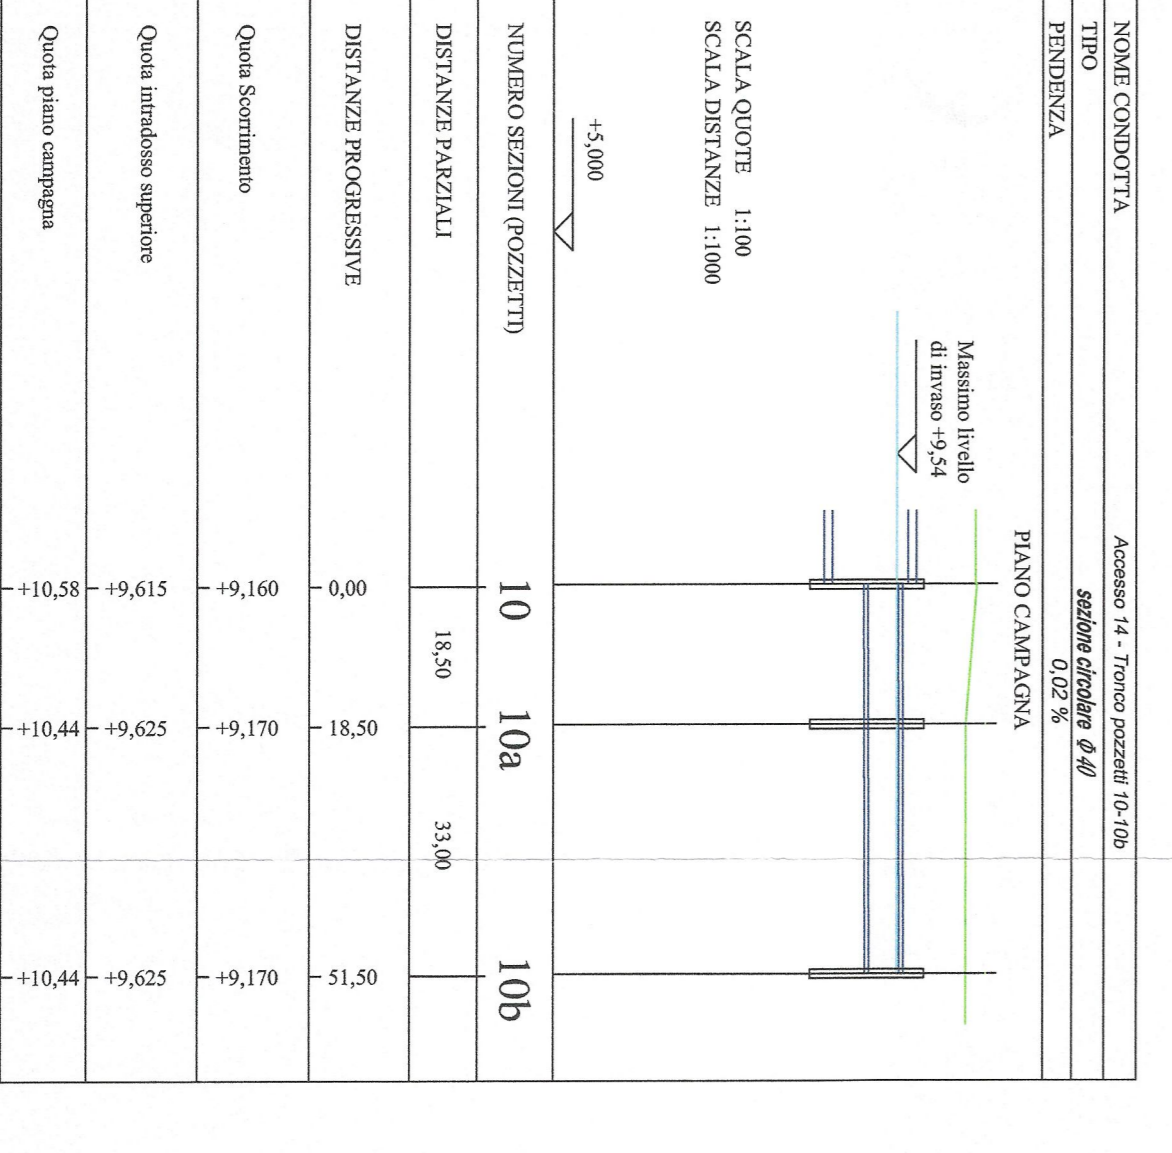 NOME CONDOTTA Accesso 14 - Tronco pozzetti 10-10b
TIPO sezione circolare Φ 40
PENDENZA 0,02 %
PIANO CAMPAGNA
Massimo livello
di invaso +9,54
SCALA QUOTE 1:100
SCALA DISTANZE 1:1000
+5,000
NUMERO SEZIONI (POZZETTI) 10 10a 10b
DISTANZE PARZIALI 18,50 33,00
DISTANZE PROGRESSIVE 0,00 18,50 51,50
Quota Scorrimento +9,160 +9,170 +9,170
Quota intradosso superiore +9,615 +9,625 +9,625
Quota piano campagna +10,58 +10,44 +10,44